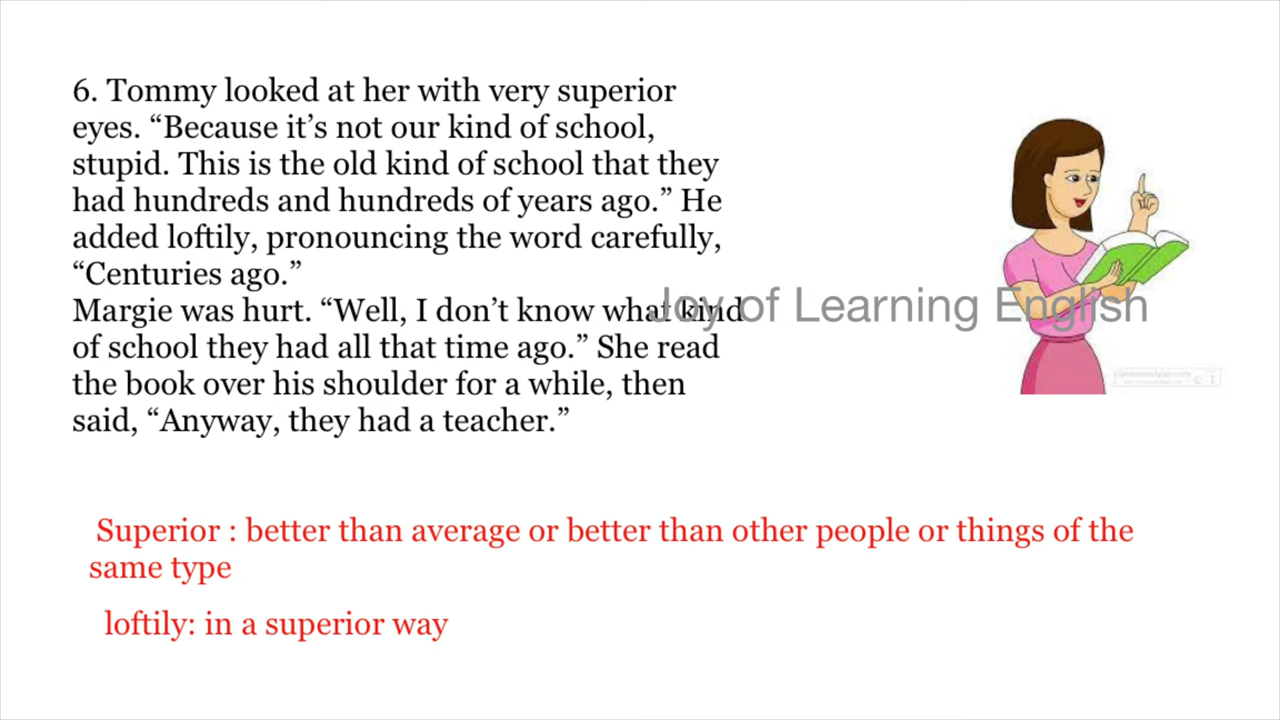 6. Tommy looked at her with very superior
eyes. “Because it’s not our kind of school,
stupid. This is the old kind of school that they
had hundreds and hundreds of years ago.” He
added loftily, pronouncing the word carefully,
“Centuries ago.”
Margie was hurt. “Well, I don’t know what kind
of school they had all that time ago.” She read
the book over his shoulder for a while, then
said, “Anyway, they had a teacher.”
Joy of Learning English
Superior : better than average or better than other people or things of the
same type
loftily: in a superior way